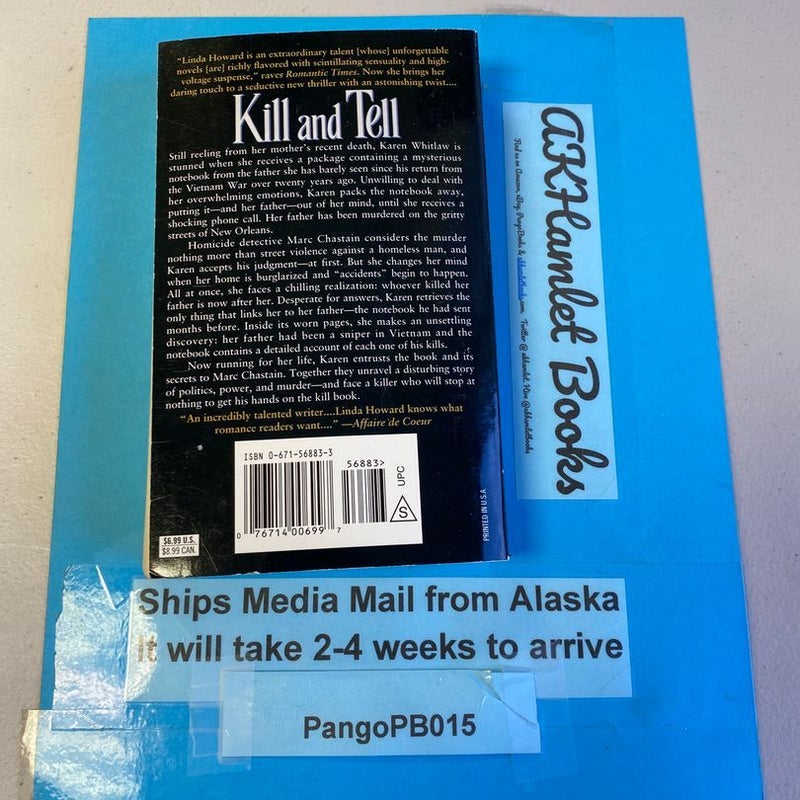 "Linda Howard is an extraordinary talent [whose] unforgettable
novels [are] richly flavored with scintillating sensuality and high-
voltage suspense," raves Romantic Times. Now she brings her
daring touch to a seductive new thriller with an astonishing twist....
Kill and Tell
Still reeling from her mother's recent death, Karen Whitlaw is
stunned when she receives a package containing a mysterious
notebook from the father she has barely seen since his return from
the Vietnam War over twenty years ago. Unwilling to deal with
her overwhelming emotions, Karen packs the notebook away,
putting it—and her father—out of her mind, until she receives a
shocking phone call. Her father has been murdered on the gritty
streets of New Orleans.
Homicide detective Marc Chastain considers the murder
nothing more than street violence against a homeless man, and
Karen accepts his judgment—at first. But she changes her mind
when her home is burglarized and "accidents" begin to happen.
All at once, she faces a chilling realization: whoever killed her
father is now after her. Desperate for answers, Karen retrieves the
only thing that links her to her father—the notebook he had sent
months before. Inside its worn pages, she makes an unsettling
discovery: her father had been a sniper in Vietnam and the
notebook contains a detailed account of each one of his kills.
Now running for her life, Karen entrusts the book and its
secrets to Marc Chastain. Together they unravel a disturbing story
of politics, power, and murder—and face a killer who will stop at
nothing to get his hands on the kill book.
"An incredibly talented writer....Linda Howard knows what
romance readers want...." —Affaire de Coeur
ISBN 0-671-56883-3
56883>
UPC
S
0 76714 00699 7
$6.99 U.S.
$8.99 CAN.
PRINTED IN U.S.A.
AKHamlet Books
Find us on Amazon, eBay, PangoBooks &
Twitter @ akhamlet, Hive @akhamletbooks
Ships Media Mail from Alaska
It will take 2-4 weeks to arrive
PangoPB015